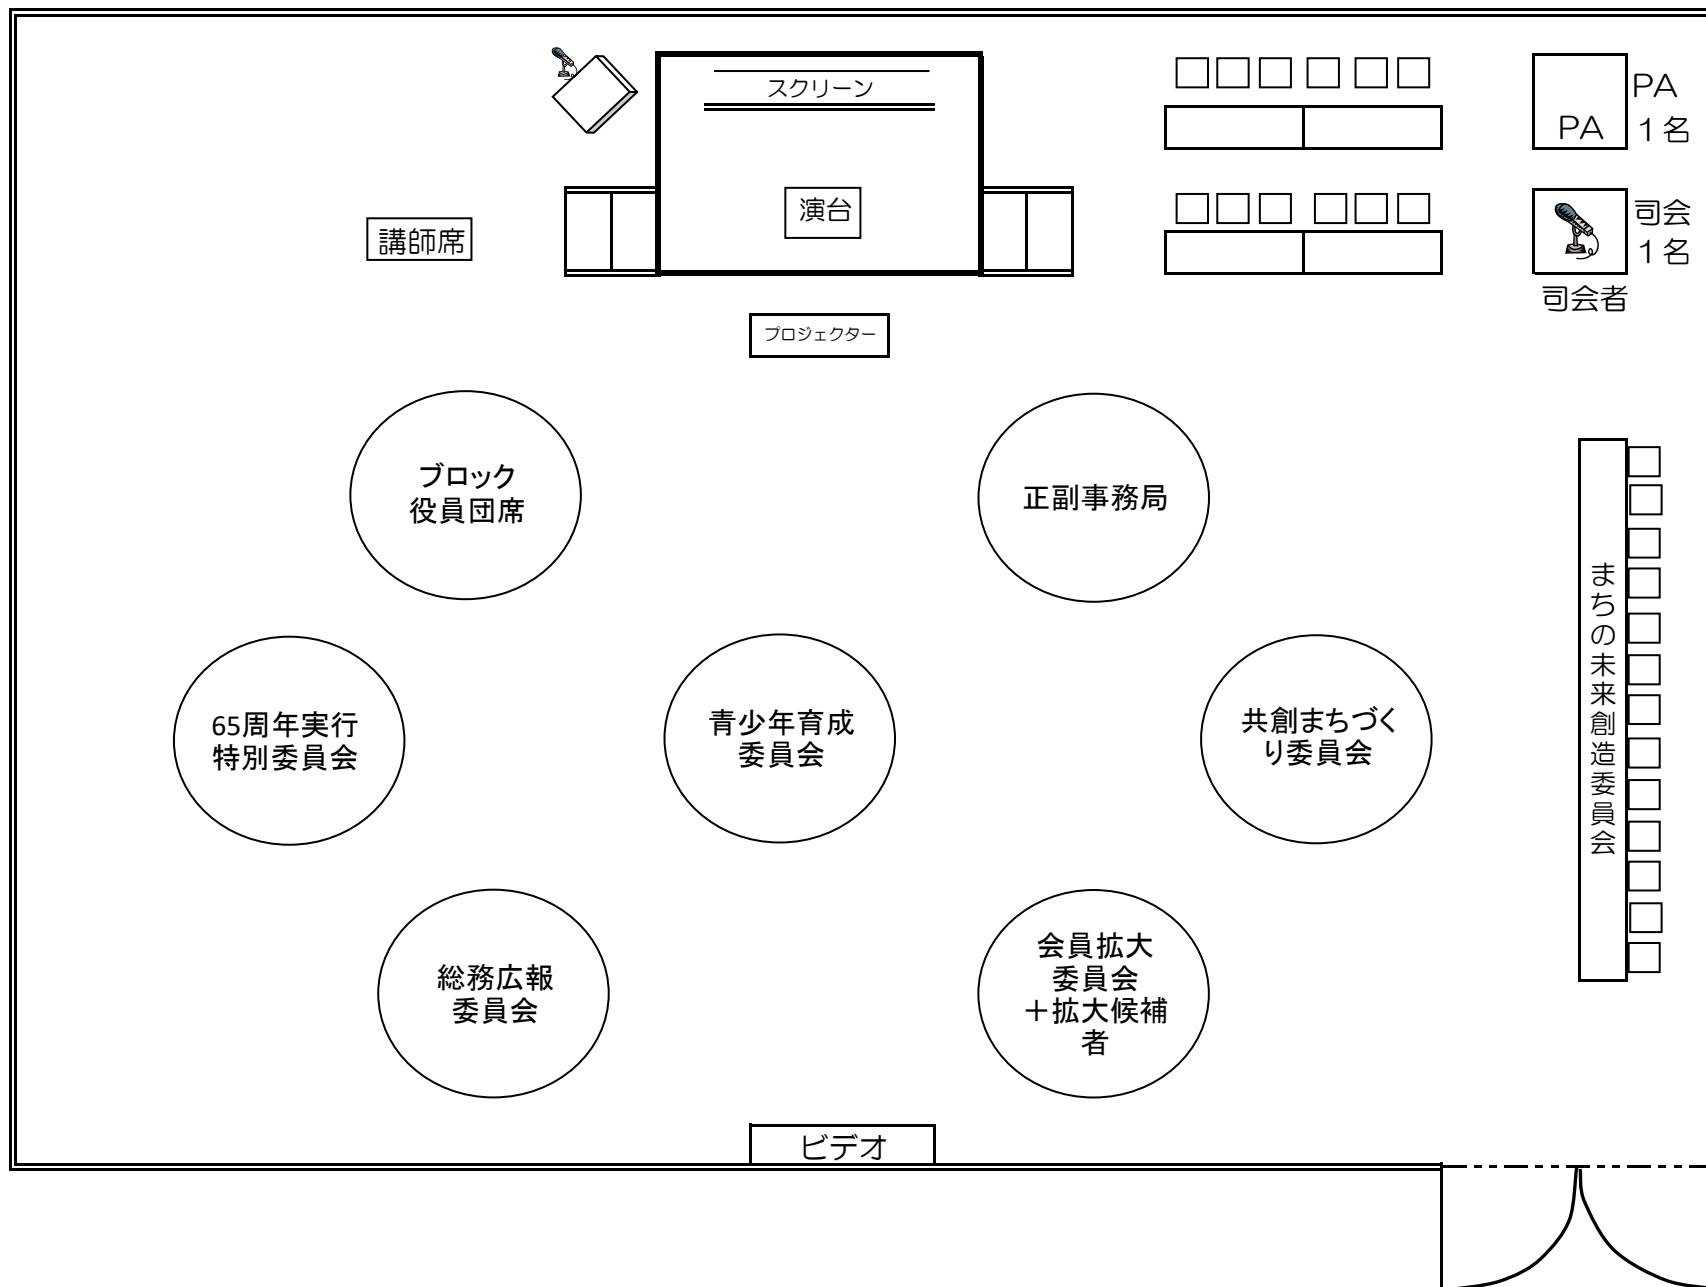 スクリーン
PA
PA
1名
演台
講師席
司会
1名
司会者
プロジェクター
ブロック
役員団席
正副事務局
まちの未来創造委員会
65周年実行
特別委員会
青少年育成
委員会
共創まちづく
り委員会
総務広報
委員会
会員拡大
委員会
＋拡大候補
者
ビデオ